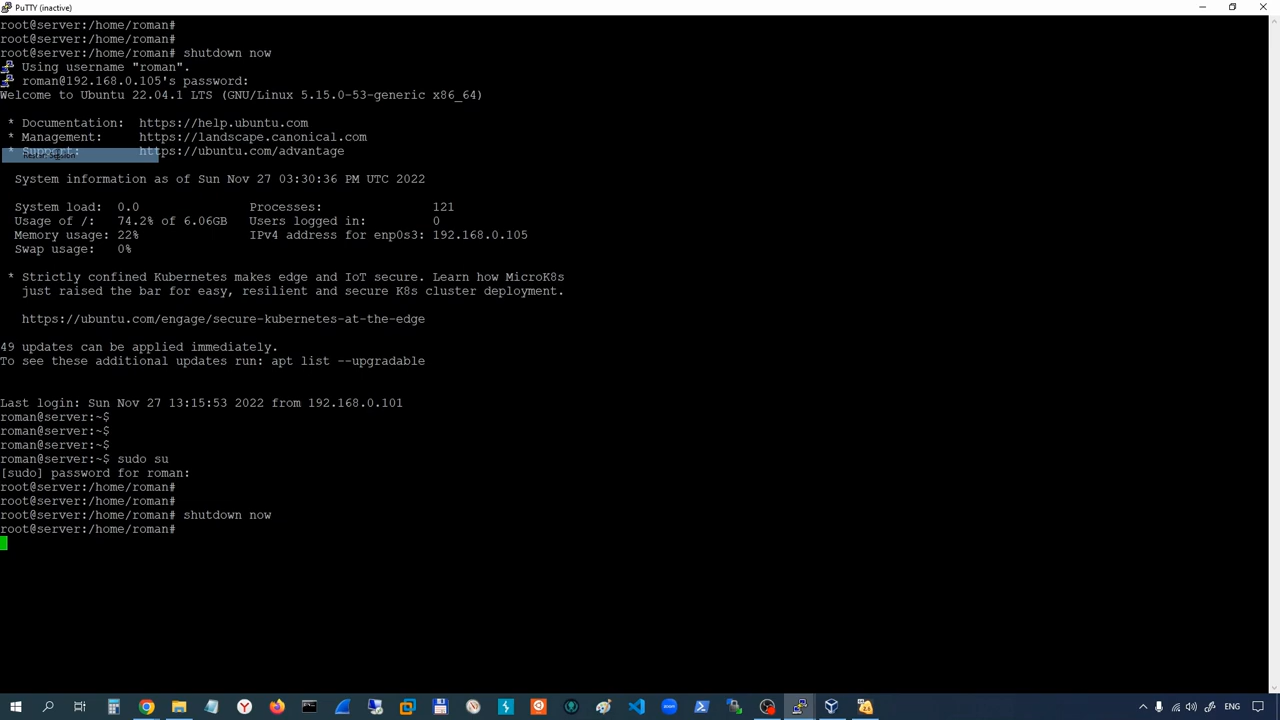 PuTTY (inactive)
root@server:/home/roman#
root@server:/home/roman#
root@server:/home/roman# shutdown now
Using username "roman".
roman@192.168.0.105's password:
Welcome to Ubuntu 22.04.1 LTS (GNU/Linux 5.15.0-53-generic x86_64)
* Documentation: https://help.ubuntu.com
* Management: https://landscape.canonical.com
* Support: https://ubuntu.com/advantage
Restart Session
System information as of Sun Nov 27 03:30:36 PM UTC 2022
System load: 0.0 Processes: 121
Usage of /: 74.2% of 6.06GB Users logged in: 0
Memory usage: 22% IPv4 address for enp0s3: 192.168.0.105
Swap usage: 0%
* Strictly confined Kubernetes makes edge and IoT secure. Learn how MicroK8s
just raised the bar for easy, resilient and secure K8s cluster deployment.
https://ubuntu.com/engage/secure-kubernetes-at-the-edge
49 updates can be applied immediately.
To see these additional updates run: apt list --upgradable
Last login: Sun Nov 27 13:15:53 2022 from 192.168.0.101
roman@server:~$
roman@server:~$
roman@server:~$
roman@server:~$ sudo su
[sudo] password for roman:
root@server:/home/roman#
root@server:/home/roman#
root@server:/home/roman# shutdown now
root@server:/home/roman#
ENG